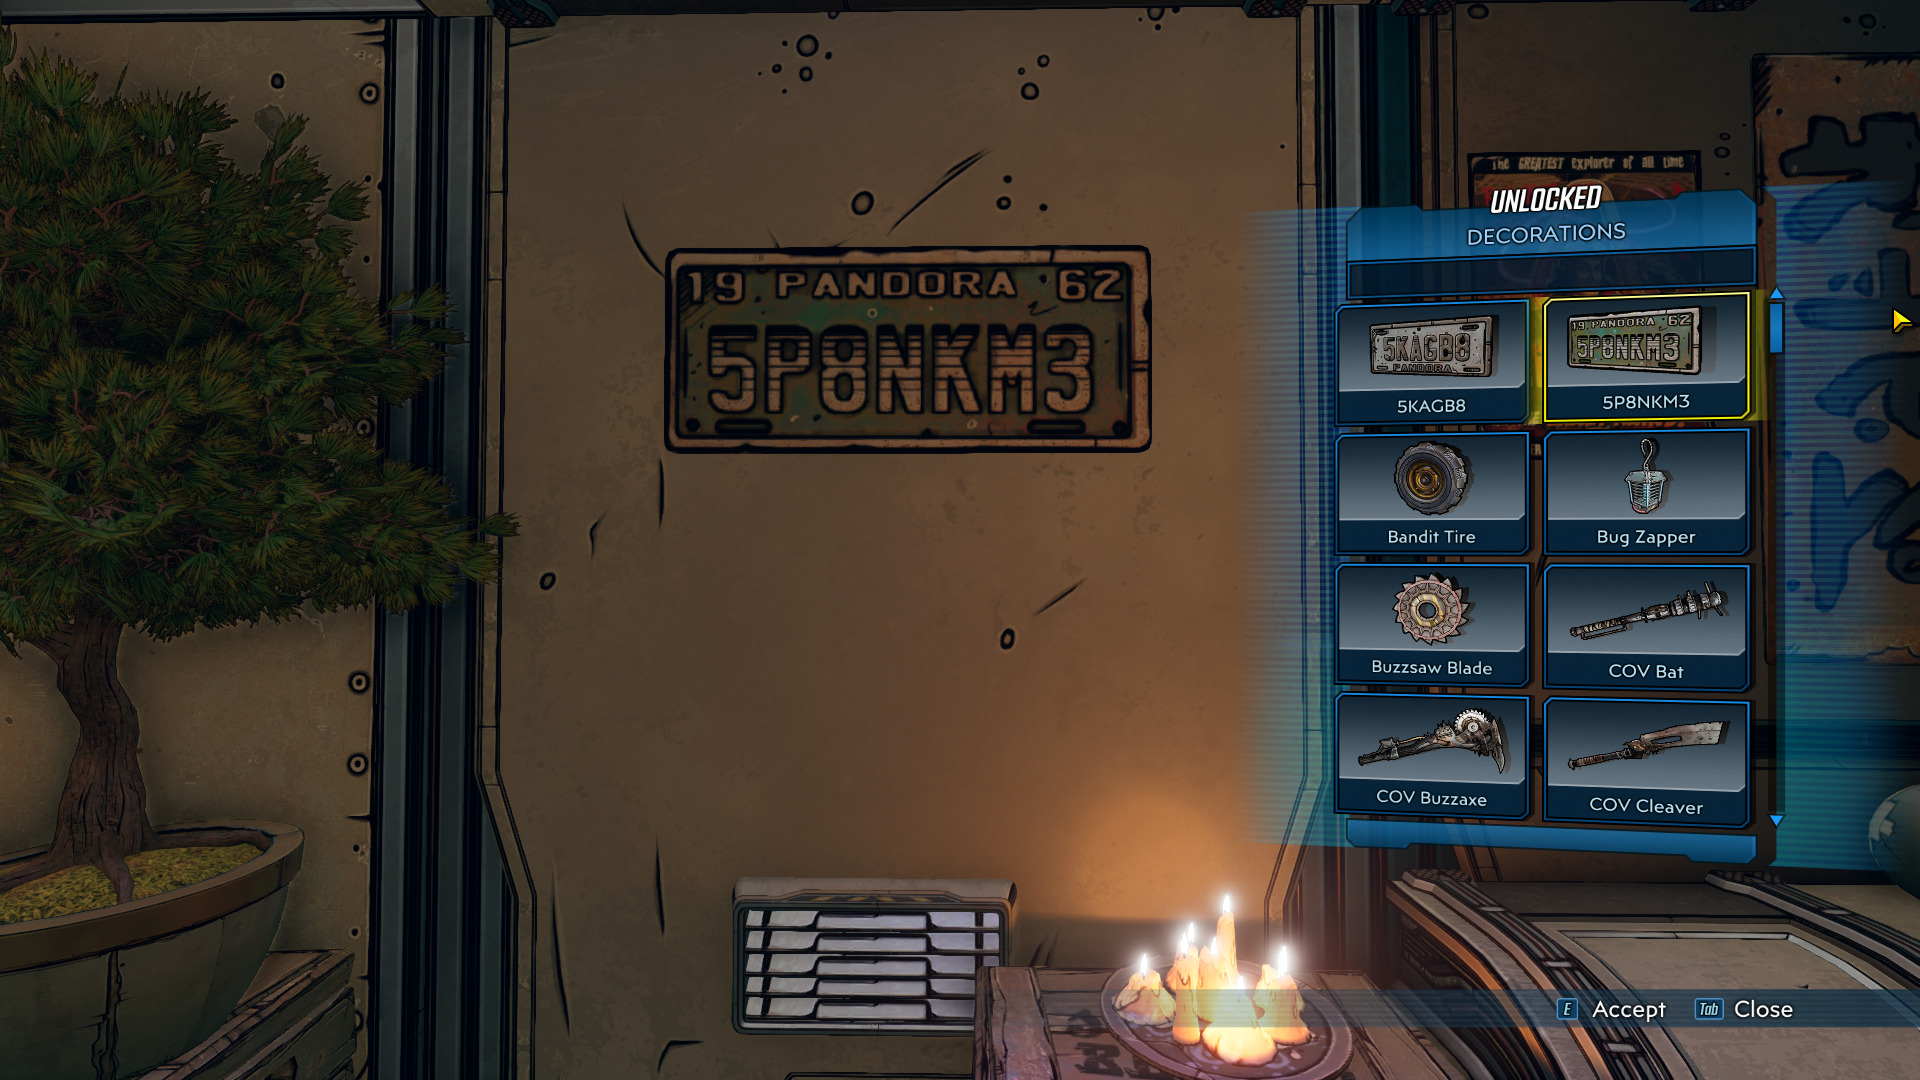 19 PANDORA 62
5P8NKM3
The GREATEST explorer of all time
UNLOCKED
DECORATIONS
5KAGB8
PANDORA
5KAGB8
19 PANDORA 62
5P8NKM3
5P8NKM3
Bandit Tire
Bug Zapper
Buzzsaw Blade
COV Bat
COV Buzzaxe
COV Cleaver
E Accept Tab Close